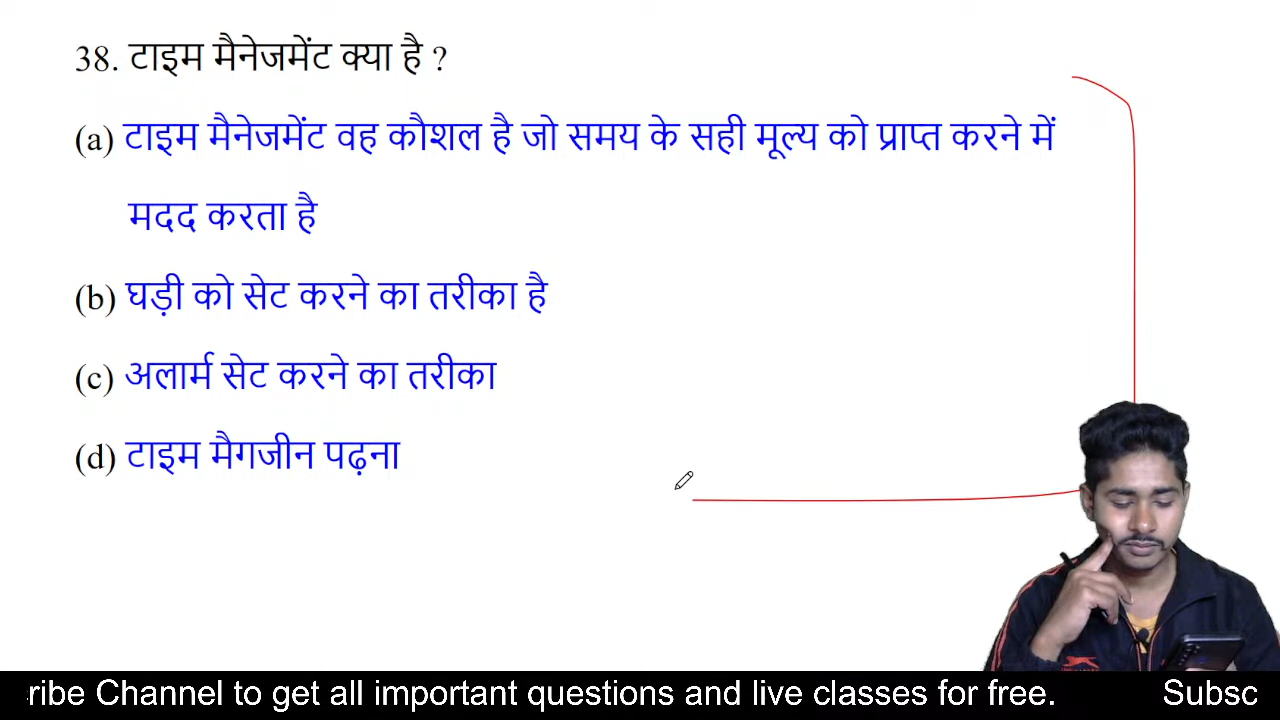 38. टाइम मैनेजमेंट क्या है ?
(a) टाइम मैनेजमेंट वह कौशल है जो समय के सही मूल्य को प्राप्त करने में
मदद करता है
(b) घड़ी को सेट करने का तरीका है
(c) अलार्म सेट करने का तरीका
(d) टाइम मैगजीन पढ़ना
ribe Channel to get all important questions and live classes for free. Subsc